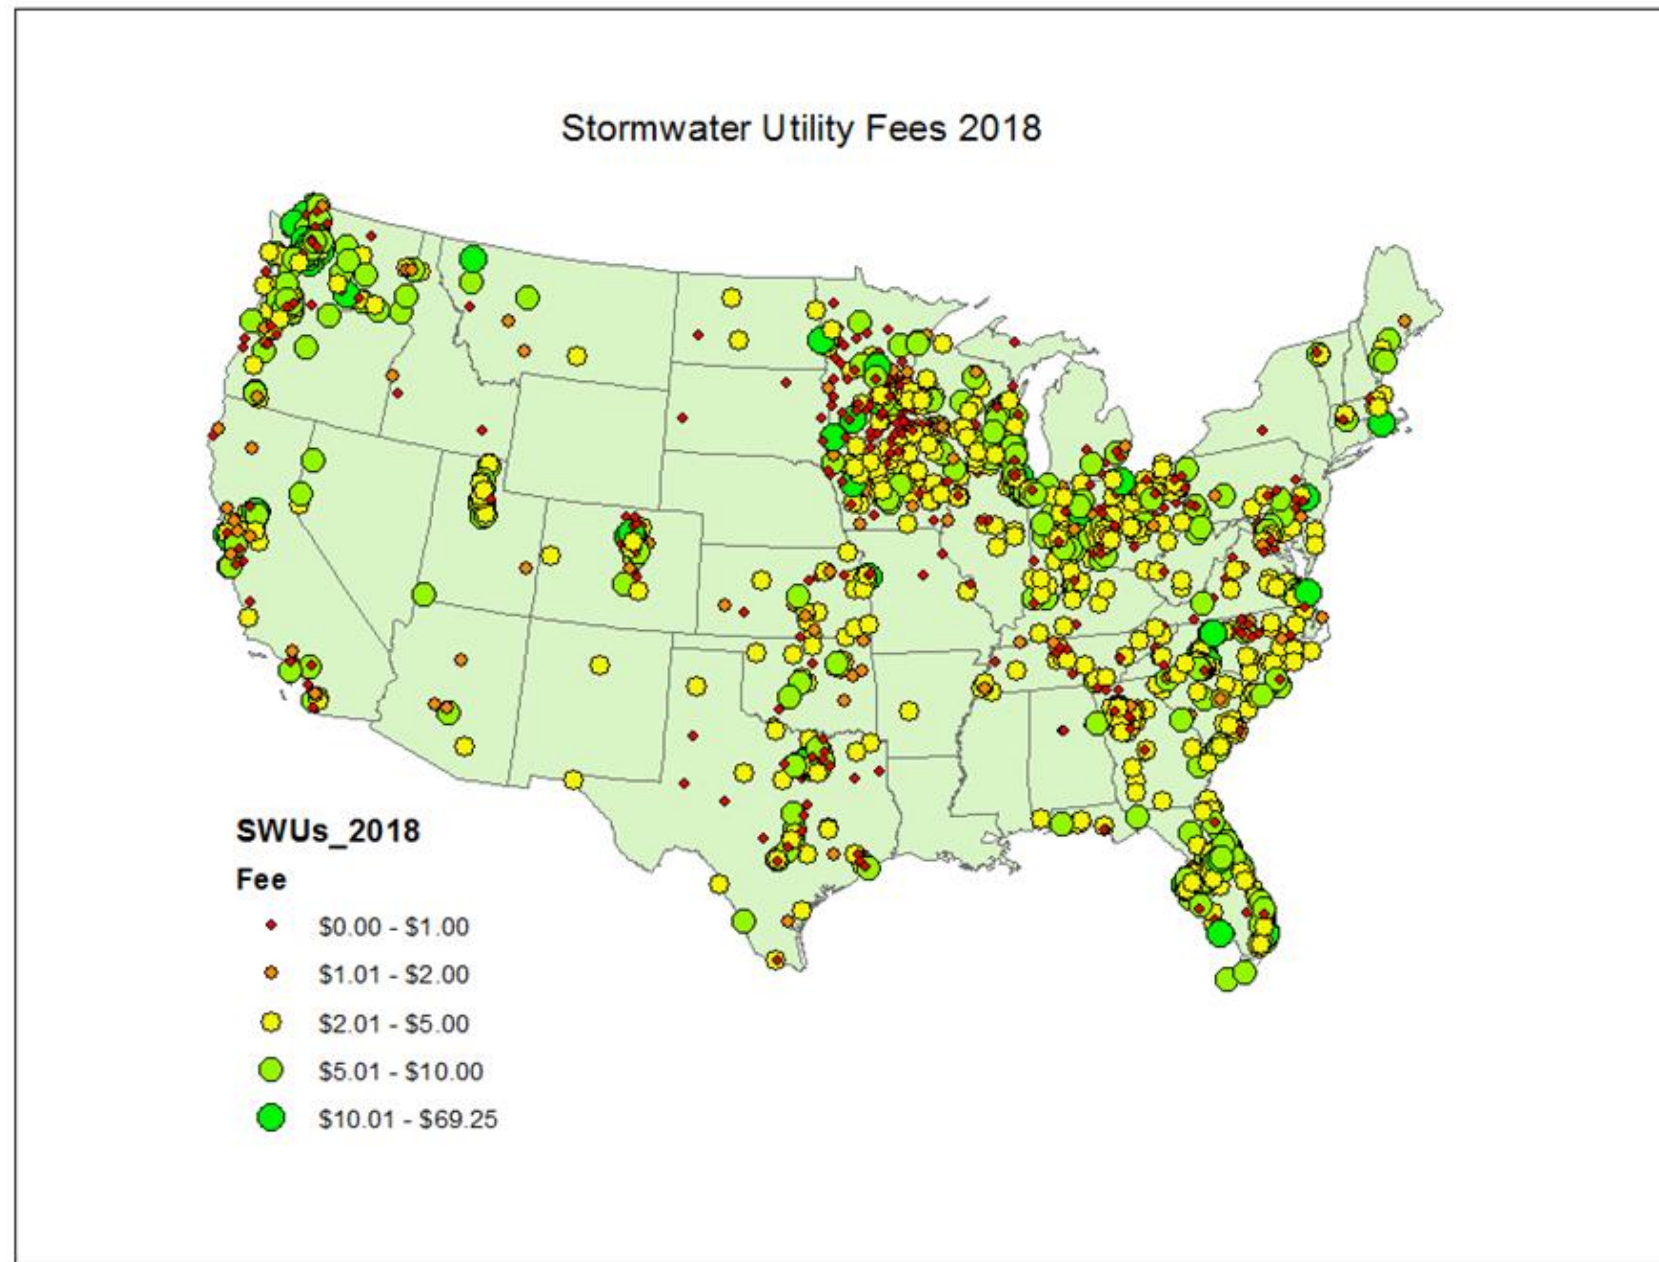 Stormwater Utility Fees 2018
SWUs_2018
Fee
$0.00 - $1.00
$1.01 - $2.00
$2.01 - $5.00
$5.01 - $10.00
$10.01 - $69.25